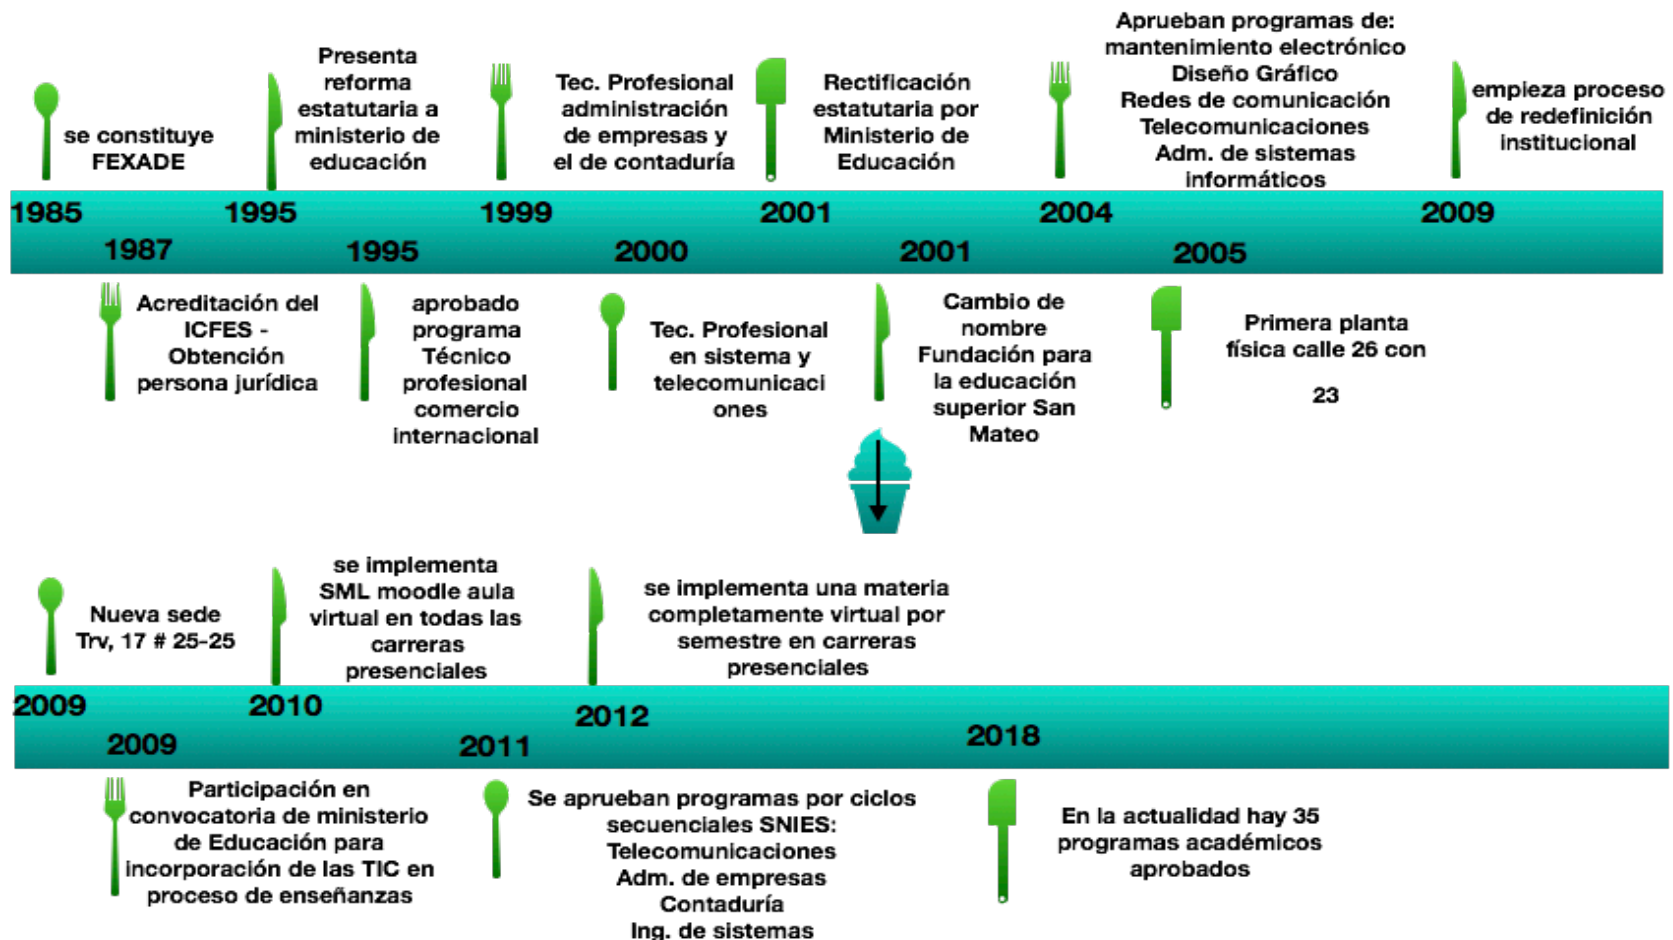 se constituye
FEXADE
Presenta
reforma
estatutaria a
ministerio de
educación
Tec. Profesional
administración
de empresas y
el de contaduría
Rectificación
estatutaria por
Ministerio de
Educación
Aprueban programas de:
mantenimiento electrónico
Diseño Gráfico
Redes de comunicación
Telecomunicaciones
Adm. de sistemas
informáticos
empieza proceso
de redefinición
institucional
1985
1995
1999
2001
2004
2009
1987
1995
2000
2001
2005
Acreditación del
ICFES -
Obtención
persona jurídica
aprobado
programa
Técnico
profesional
comercio
internacional
Tec. Profesional
en sistema y
telecomunicaci
ones
Cambio de
nombre
Fundación para
la educación
superior San
Mateo
Primera planta
física calle 26 con
23
Nueva sede
Trv, 17 # 25-25
se implementa
SML moodle aula
virtual en todas las
carreras
presenciales
se implementa una materia
completamente virtual por
semestre en carreras
presenciales
2009
2010
2012
2009
2011
2018
Participación en
convocatoria de ministerio
de Educación para
incorporación de las TIC en
proceso de enseñanzas
Se aprueban programas por ciclos
secuenciales SNIES:
Telecomunicaciones
Adm. de empresas
Contaduría
Ing. de sistemas
En la actualidad hay 35
programas académicos
aprobados